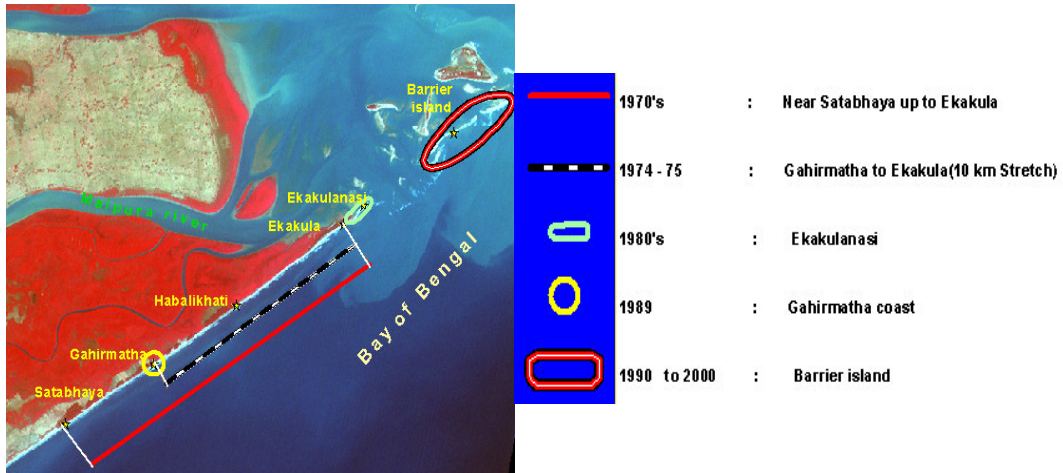 Barrier
island
Ekakulanasi
Maipura river
Ekakula
Habalikhati
Bay of Bengal
Gahirmatha
Satabhaya
1970's : Near Satabhaya up to Ekakula
1974 - 75 : Gahirmatha to Ekakula(10 km Stretch)
1980's : Ekakulanasi
1989 : Gahirmatha coast
1990 to 2000 : Barrier island